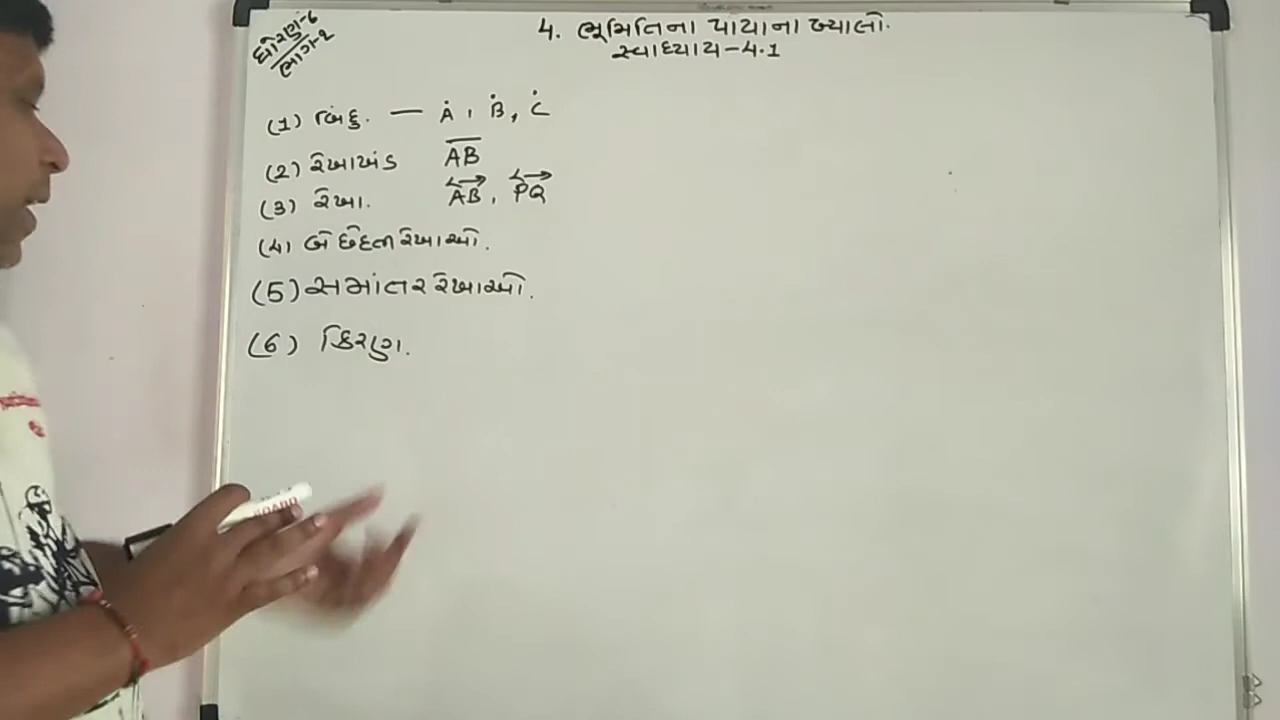 ધોરણ-6
ભાગ-2
4. ભૂમિતિના પાયાના ખ્યાલો.
સ્વાધ્યાય-4.1
(1) બિંદુ. — A, B, C
(2) રેખાખંડ AB
(3) રેખા. AB, PQ
(4) બે છેદતી રેખાઓ.
(5) સમાંતર રેખાઓ.
(6) કિરણ.